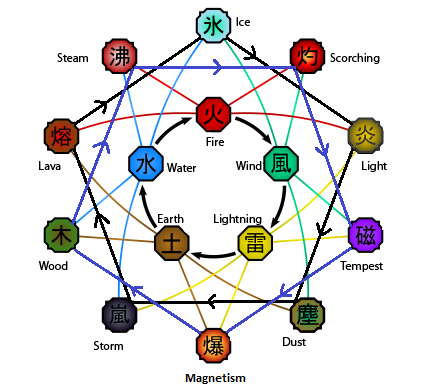 氷
Ice
Steam
沸
灼
Scorching
火
Fire
熔
Lava
炎
Light
水
Water
Wind
風
Earth
土
Lightning
雷
木
Wood
磁
Tempest
嵐
Storm
塵
Dust
爆
Magnetism